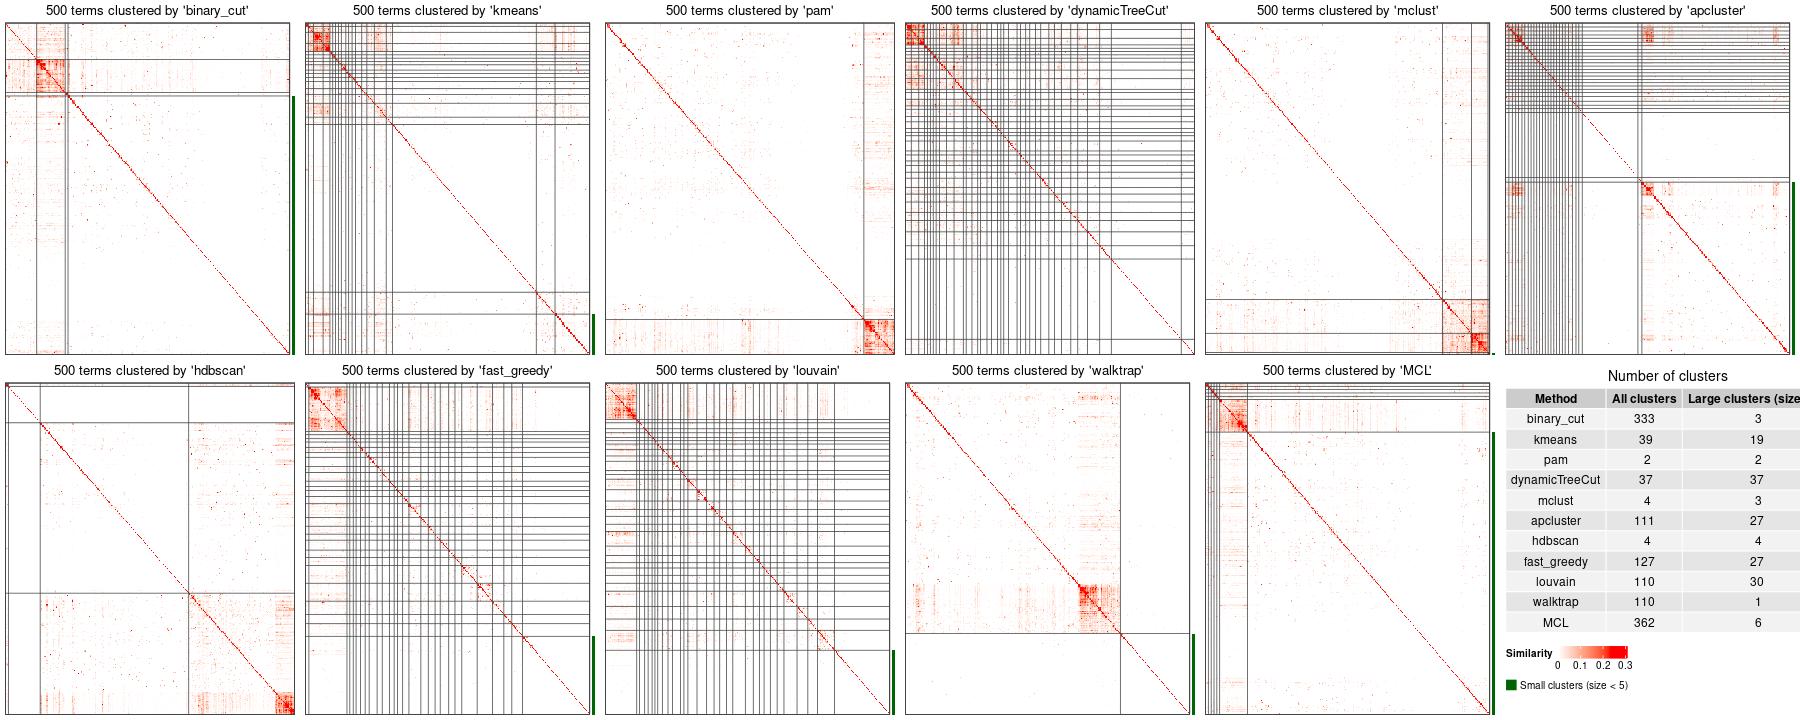 500 terms clustered by 'binary_cut'
500 terms clustered by 'kmeans'
500 terms clustered by 'pam'
500 terms clustered by 'dynamicTreeCut'
500 terms clustered by 'mclust'
500 terms clustered by 'apcluster'
500 terms clustered by 'hdbscan'
500 terms clustered by 'fast_greedy'
500 terms clustered by 'louvain'
500 terms clustered by 'walktrap'
500 terms clustered by 'MCL'
Number of clusters
Method All clusters Large clusters (size
binary_cut 333 3
kmeans 39 19
pam 2 2
dynamicTreeCut 37 37
mclust 4 3
apcluster 111 27
hdbscan 4 4
fast_greedy 127 27
louvain 110 30
walktrap 110 1
MCL 362 6
Similarity
0 0.1 0.2 0.3
Small clusters (size < 5)